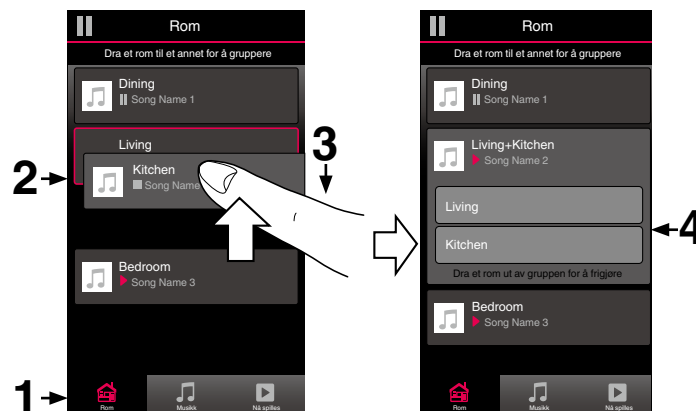 Rom
Dra et rom til et annet for å gruppere
Dining
Song Name 1
Living
Kitchen
Song Name
Bedroom
Song Name 3
Rom
Musikk
Nå spilles
1
2
3
Rom
Dra et rom til et annet for å gruppere
Dining
Song Name 1
Living+Kitchen
Song Name 2
Living
Kitchen
Dra et rom ut av gruppen for å frigjøre
Bedroom
Song Name 3
Rom
Musikk
Nå spilles
4